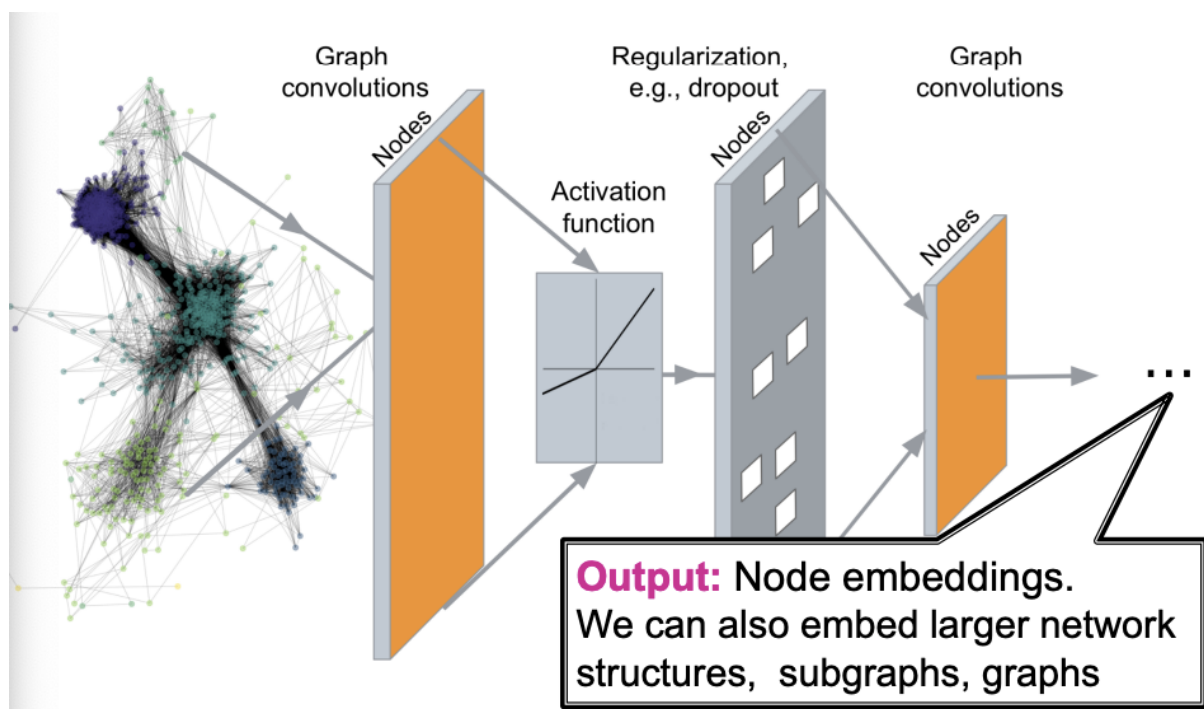 Graph
convolutions
Nodes
Activation
function
Regularization,
e.g., dropout
Nodes
Graph
convolutions
Nodes
...
Output: Node embeddings.
We can also embed larger network
structures, subgraphs, graphs